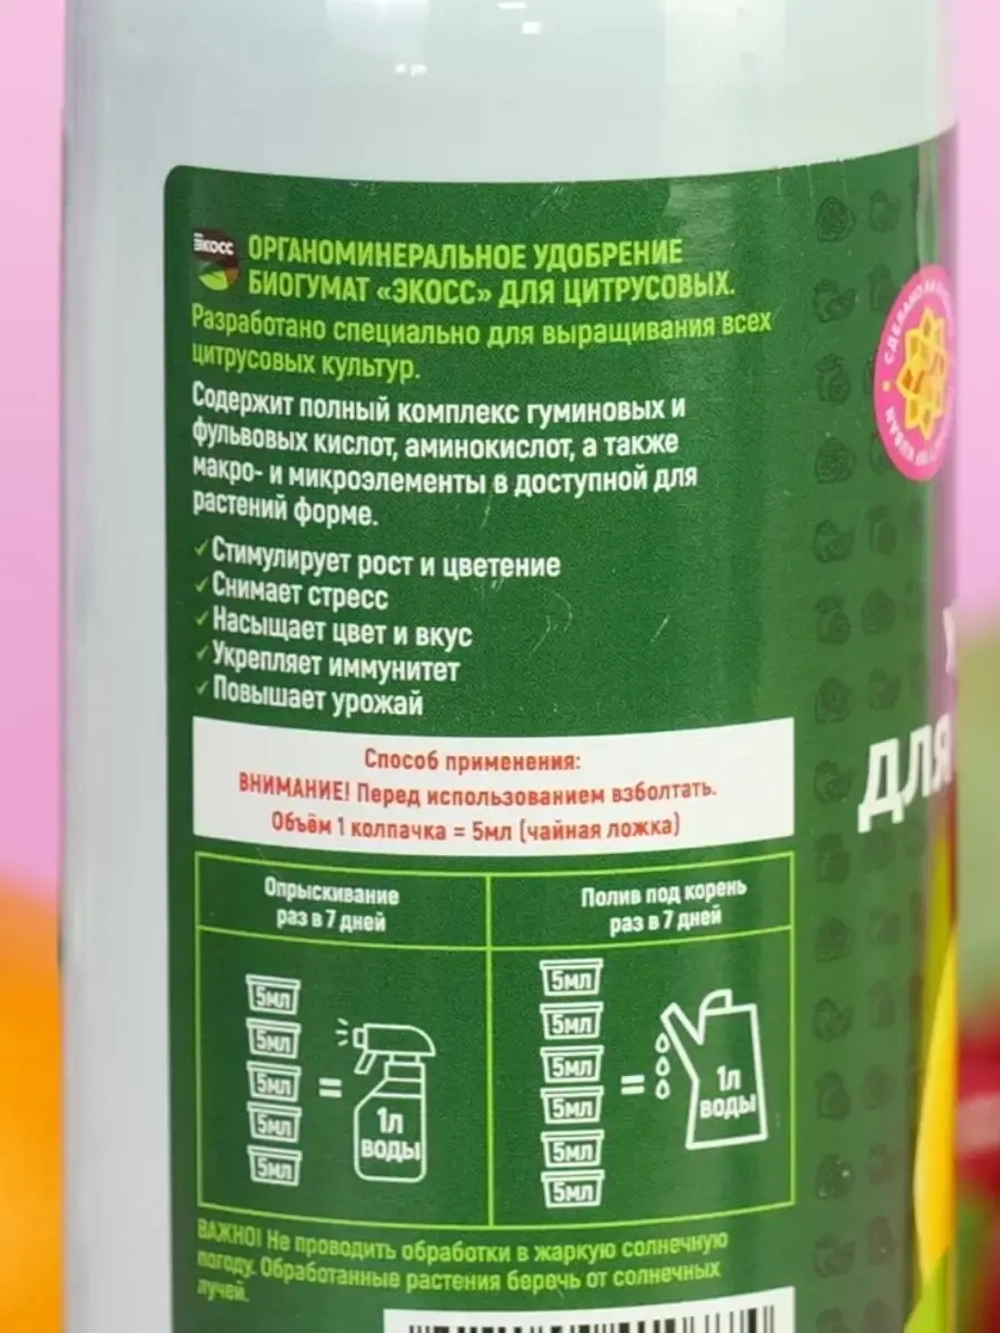 ЭКОСС
ОРГАНОМИНЕРАЛЬНОЕ УДОБРЕНИЕ
БИОГУМАТ «ЭКОСС» ДЛЯ ЦИТРУСОВЫХ.
Разработано специально для выращивания всех
цитрусовых культур.
Содержит полный комплекс гуминовых и
фульвовых кислот, аминокислот, а также
макро- и микроэлементы в доступной для
растений форме.
✓Стимулирует рост и цветение
✓Снимает стресс
✓Насыщает цвет и вкус
✓Укрепляет иммунитет
✓Повышает урожай
Способ применения:
ВНИМАНИЕ! Перед использованием взболтать.
Объём 1 колпачка = 5мл (чайная ложка)
Опрыскивание
раз в 7 дней
5мл
5мл
5мл
5мл
5мл
=
1л
воды
Полив под корень
раз в 7 дней
5мл
5мл
5мл
5мл
5мл
5мл
=
1л
воды
ВАЖНО! Не проводить обработки в жаркую солнечную
погоду. Обработанные растения беречь от солнечных
лучей.
СДЕЛАНО НА
KUBAN
ДЛЯ